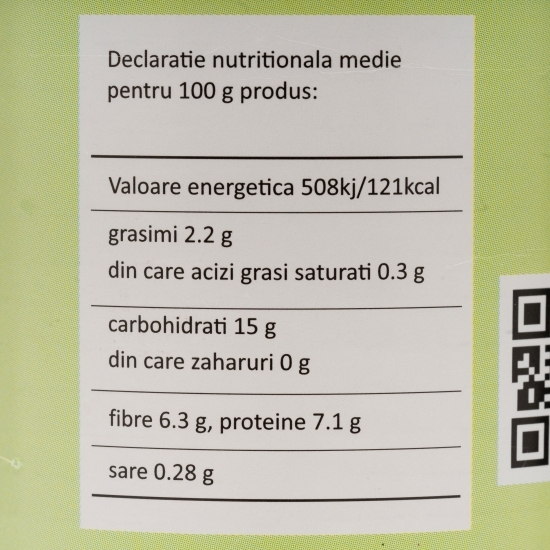 Declaratie nutritionala medie
pentru 100 g produs:
Valoare energetica 508kj/121kcal
grasimi 2.2 g
din care acizi grasi saturati 0.3 g
carbohidrati 15 g
din care zaharuri 0 g
fibre 6.3 g, proteine 7.1 g
sare 0.28 g